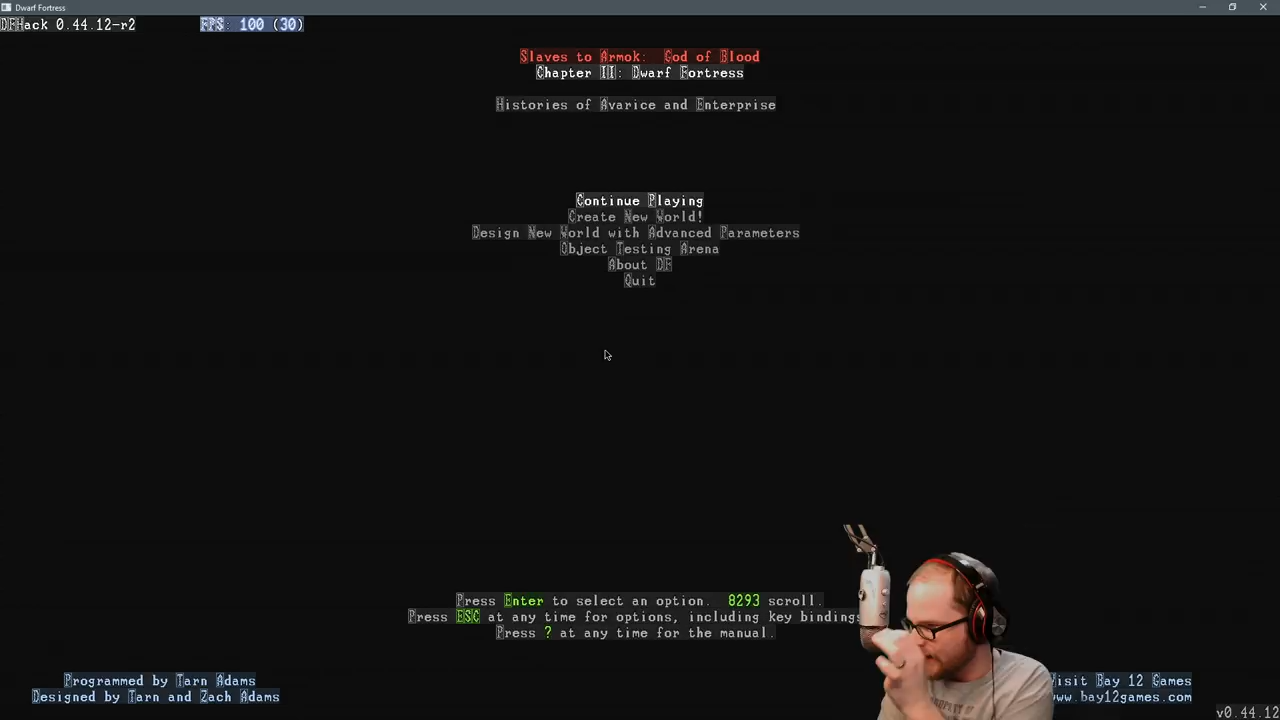 Dwarf Fortress
DFHack 0.44.12-r2
FPS: 100 (30)
Slaves to Armok: God of Blood
Chapter II: Dwarf Fortress
Histories of Avarice and Enterprise
Continue Playing
Create New World!
Design New World with Advanced Parameters
Object Testing Arena
About DF
Quit
Press Enter to select an option. 8293 scroll.
Press ESC at any time for options, including key bindings
Press ? at any time for the manual.
Programmed by Tarn Adams
Designed by Tarn and Zach Adams
Visit Bay 12 Games
www.bay12games.com
v0.44.12